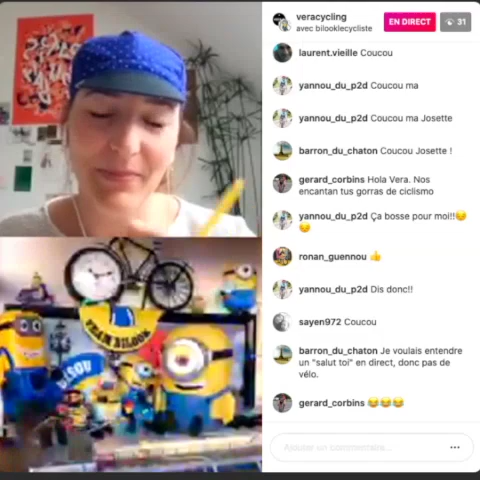 veracycling
avec bilooklecycliste
EN DIRECT
31
laurent.vieille Coucou
yannou_du_p2d Coucou ma
yannou_du_p2d Coucou ma Josette
barron_du_chaton Coucou Josette !
gerard_corbins Hola Vera. Nos
encantan tus gorras de ciclismo
yannou_du_p2d Ça bosse pour moi!!😔
😔
ronan_guennou 👍
yannou_du_p2d Dis donc!!
sayen972 Coucou
barron_du_chaton Je voulais entendre
un "salut toi" en direct, donc pas de
vélo.
gerard_corbins 😂😂😂
Ajouter un commentaire...
BILOOK